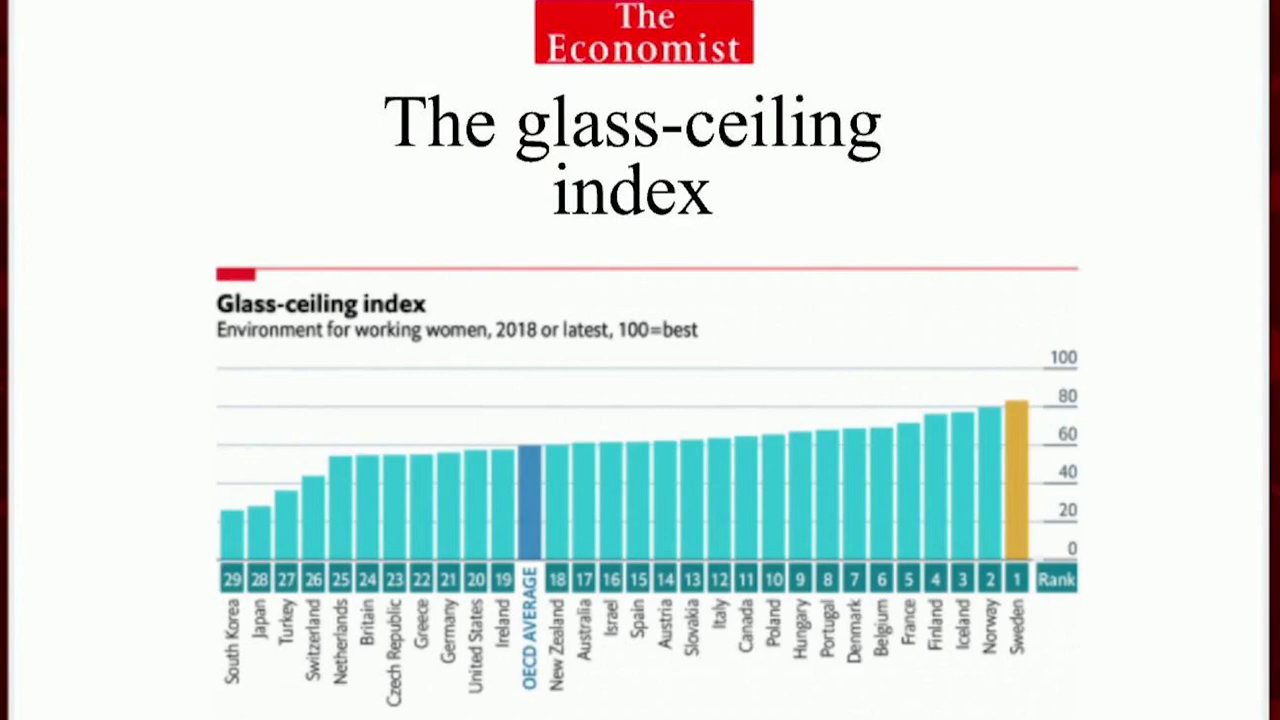 The
Economist
The glass-ceiling
index
Glass-ceiling index
Environment for working women, 2018 or latest, 100=best
100
80
60
40
20
0
29 28 27 26 25 24 23 22 21 20 19 18 17 16 15 14 13 12 11 10 9 8 7 6 5 4 3 2 1 Rank
South Korea
Japan
Turkey
Switzerland
Netherlands
Britain
Czech Republic
Greece
Germany
United States
Ireland
OECD AVERAGE
New Zealand
Australia
Israel
Spain
Austria
Slovakia
Italy
Canada
Poland
Hungary
Portugal
Denmark
Belgium
France
Finland
Iceland
Norway
Sweden